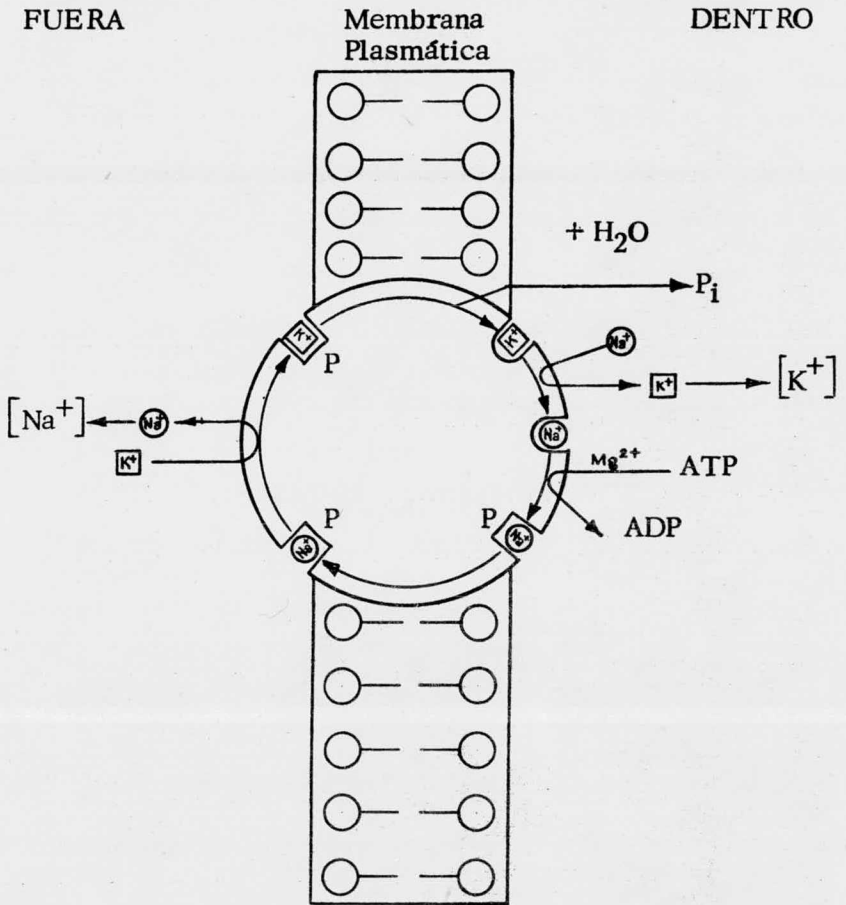 FUERA
Membrana
Plasmática
DENTRO
+ H₂O
Pᵢ
K⁺
P
K⁺
Na⁺
K⁺
[K⁺]
[Na⁺]
Na⁺
K⁺
Na⁺
Mg²⁺
ATP
ADP
P
Na⁺
P
Na⁺